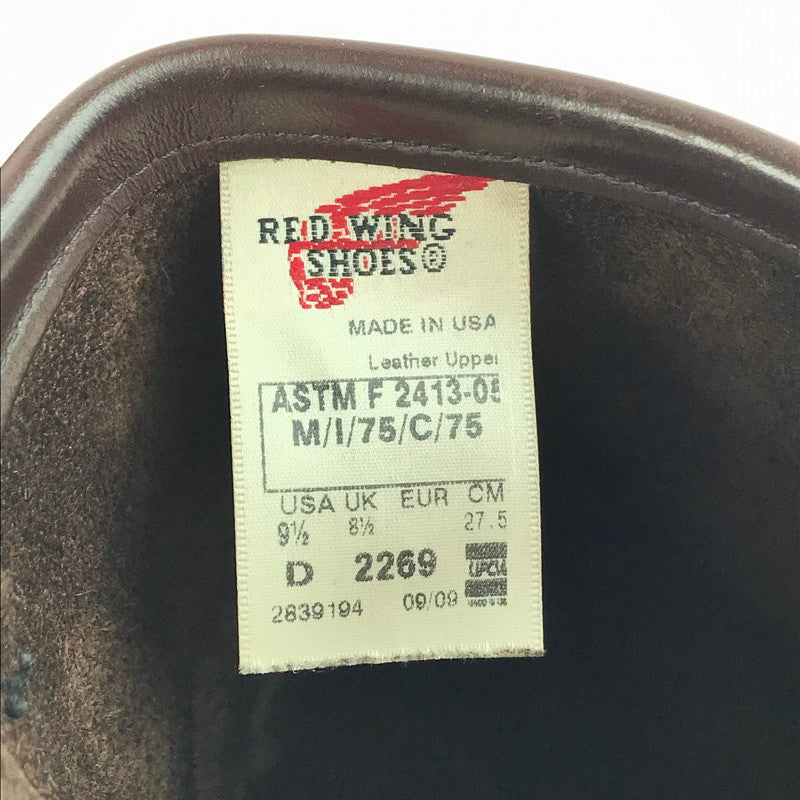 RED WING
SHOES®
MADE IN USA
Leather Upper
ASTM F 2413-05
M/I/75/C/75
USA UK EUR CM
9½ 8½ 27.5
D 2269 UFCW
2839194 09/09